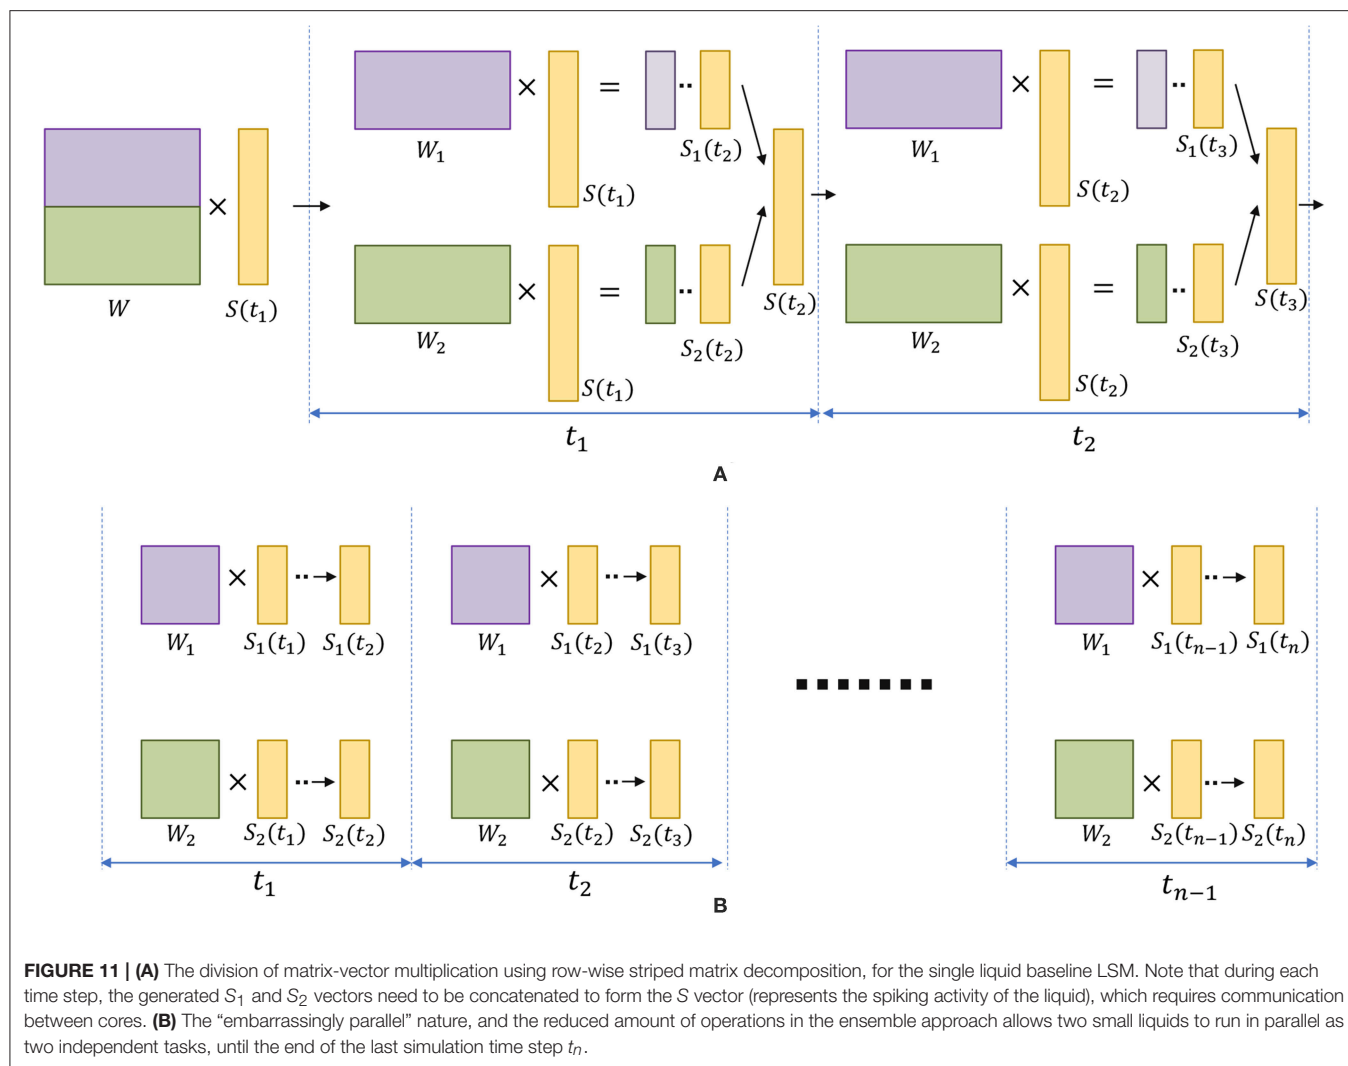 W₁ × S(t₁) = ·· S₁(t₂)
W₁ × S(t₂) = ·· S₁(t₃)
W × S(t₁)
S(t₂)
S(t₃)
W₂ × S(t₁) = ·· S₂(t₂)
W₂ × S(t₂) = ·· S₂(t₃)
t₁ t₂
A
W₁ × S₁(t₁) ·· S₁(t₂)
W₁ × S₁(t₂) ·· S₁(t₃)
W₁ × S₁(tₙ₋₁) ·· S₁(tₙ)
.......
W₂ × S₂(t₁) ·· S₂(t₂)
W₂ × S₂(t₂) ·· S₂(t₃)
W₂ × S₂(tₙ₋₁) ·· S₂(tₙ)
t₁ t₂ tₙ₋₁
B
FIGURE 11 | (A) The division of matrix-vector multiplication using row-wise striped matrix decomposition, for the single liquid baseline LSM. Note that during each
time step, the generated S₁ and S₂ vectors need to be concatenated to form the S vector (represents the spiking activity of the liquid), which requires communication
between cores. (B) The “embarrassingly parallel” nature, and the reduced amount of operations in the ensemble approach allows two small liquids to run in parallel as
two independent tasks, until the end of the last simulation time step tₙ.